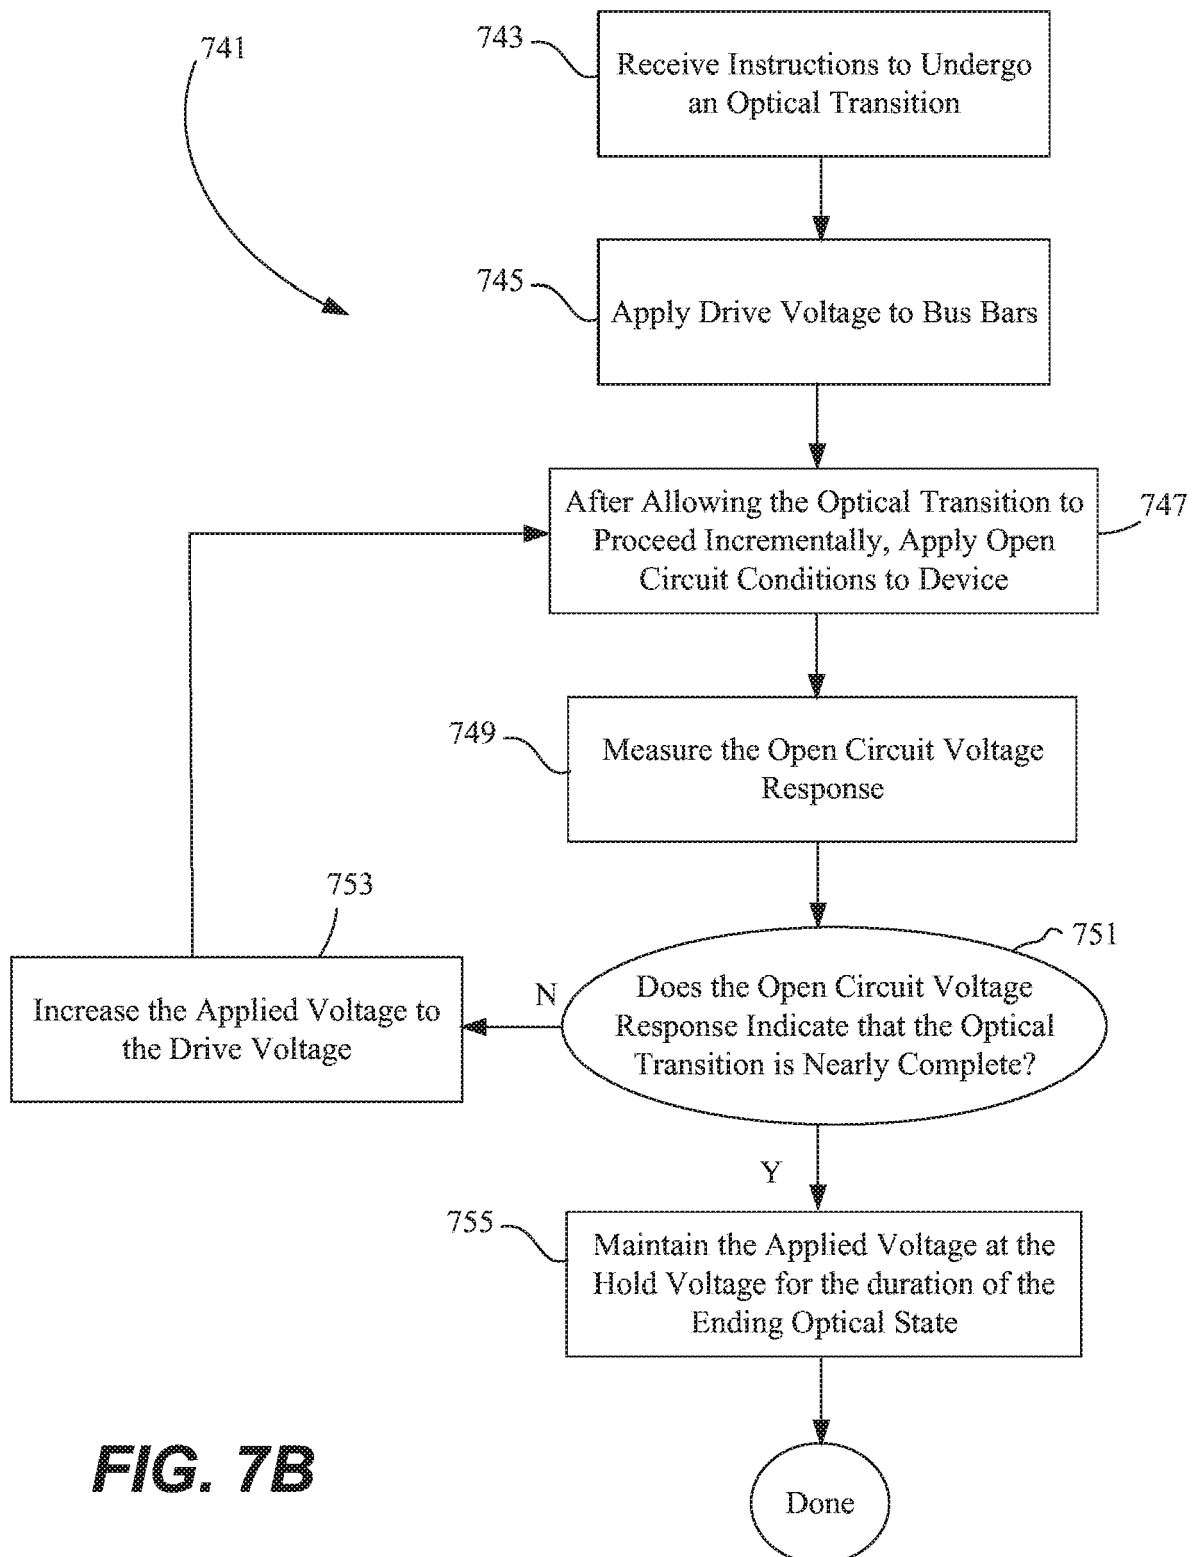 741
743
Receive Instructions to Undergo
an Optical Transition
745
Apply Drive Voltage to Bus Bars
747
After Allowing the Optical Transition to
Proceed Incrementally, Apply Open
Circuit Conditions to Device
749
Measure the Open Circuit Voltage
Response
751
Does the Open Circuit Voltage
Response Indicate that the Optical
Transition is Nearly Complete?
N
753
Increase the Applied Voltage to
the Drive Voltage
Y
755
Maintain the Applied Voltage at the
Hold Voltage for the duration of the
Ending Optical State
Done
FIG. 7B